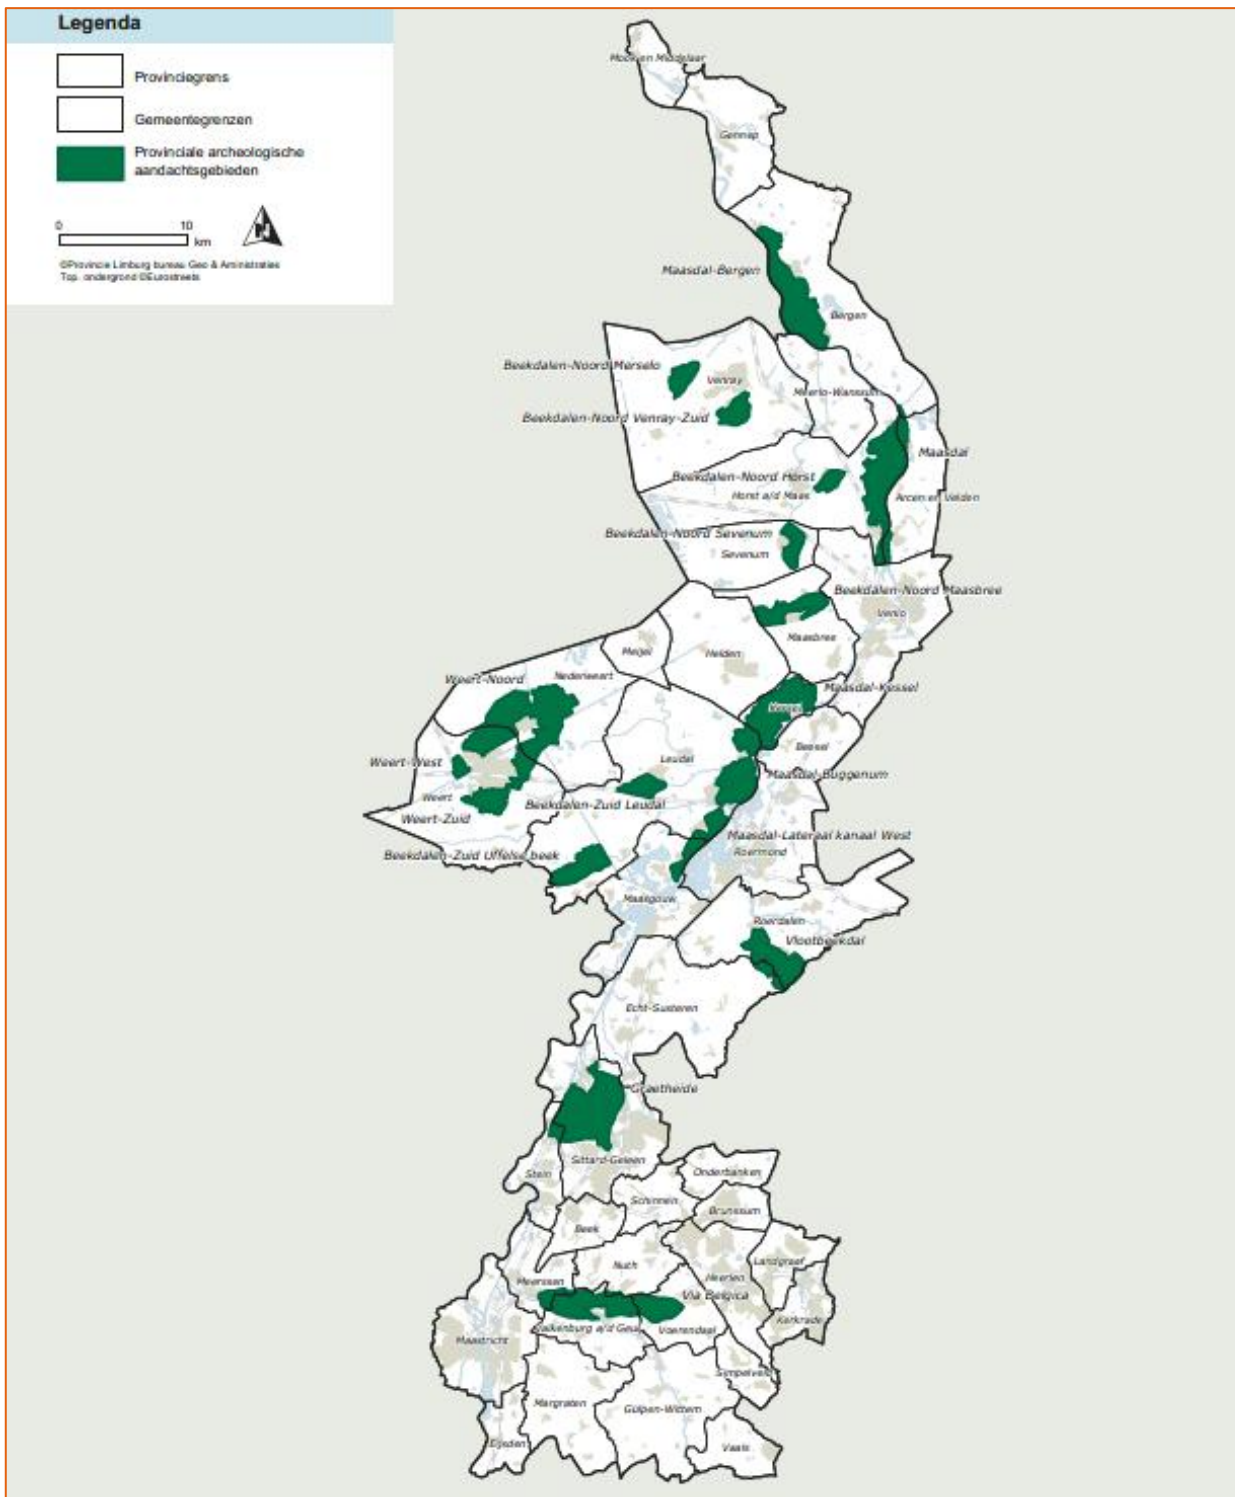 Legenda
Provinciegrens
Gemeentegrenzen
Provinciale archeologische
aandachtsgebieden
0 10
km
©Provincie Limburg bureau Geo & Aministraties
Top. ondergrond ©Eurostreets
Mook en Middelaar
Gennep
Maasdal-Bergen
Bergen
Beekdalen-Noord Merselo
Venray
Meerlo-Wanssum
Beekdalen-Noord Venray-Zuid
Maasdal
Beekdalen-Noord Horst
Horst a/d Maas
Arcen en Velden
Beekdalen-Noord Sevenum
Sevenum
Beekdalen-Noord Maasbree
Venlo
Maasbree
Meijel
Helden
Nederweert
Weert-Noord
Maasdal-Kessel
Kessel
Beesel
Leudal
Weert-West
Maasdal-Buggenum
Weert
Beekdalen-Zuid Leudal
Weert-Zuid
Maasdal-Lateraal kanaal West
Roermond
Beekdalen-Zuid Uffelse beek
Maasgouw
Roerdalen
Vlootbeekdal
Echt-Susteren
Graetheide
Sittard-Geleen
Stein
Onderbanken
Schinnen
Brunssum
Beek
Nuth
Landgraaf
Meerssen
Heerlen
Via Belgica
Kerkrade
Valkenburg a/d Geul
Voerendaal
Maastricht
Simpelveld
Margraten
Gulpen-Wittem
Eijsden
Vaals